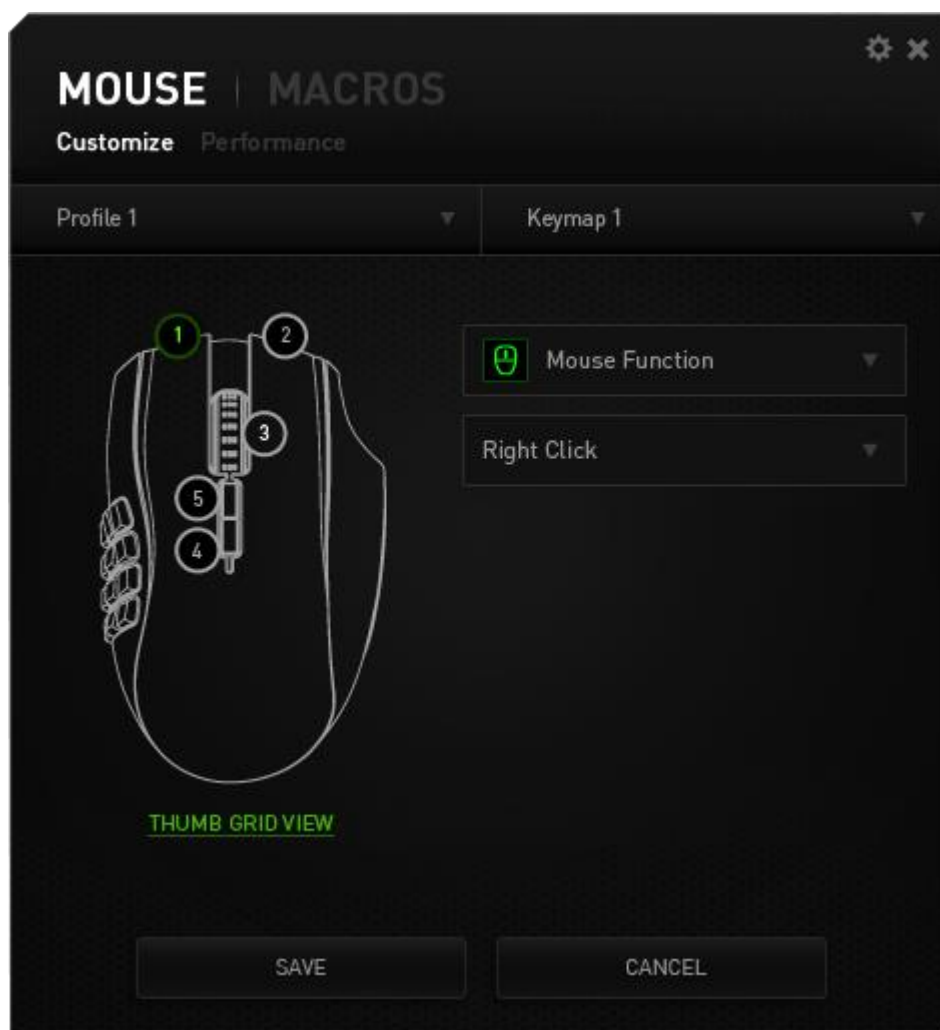 MOUSE | MACROS
Customize Performance
Profile 1 Keymap 1
1 2
Mouse Function
3
Right Click
5
4
THUMB GRID VIEW
SAVE CANCEL